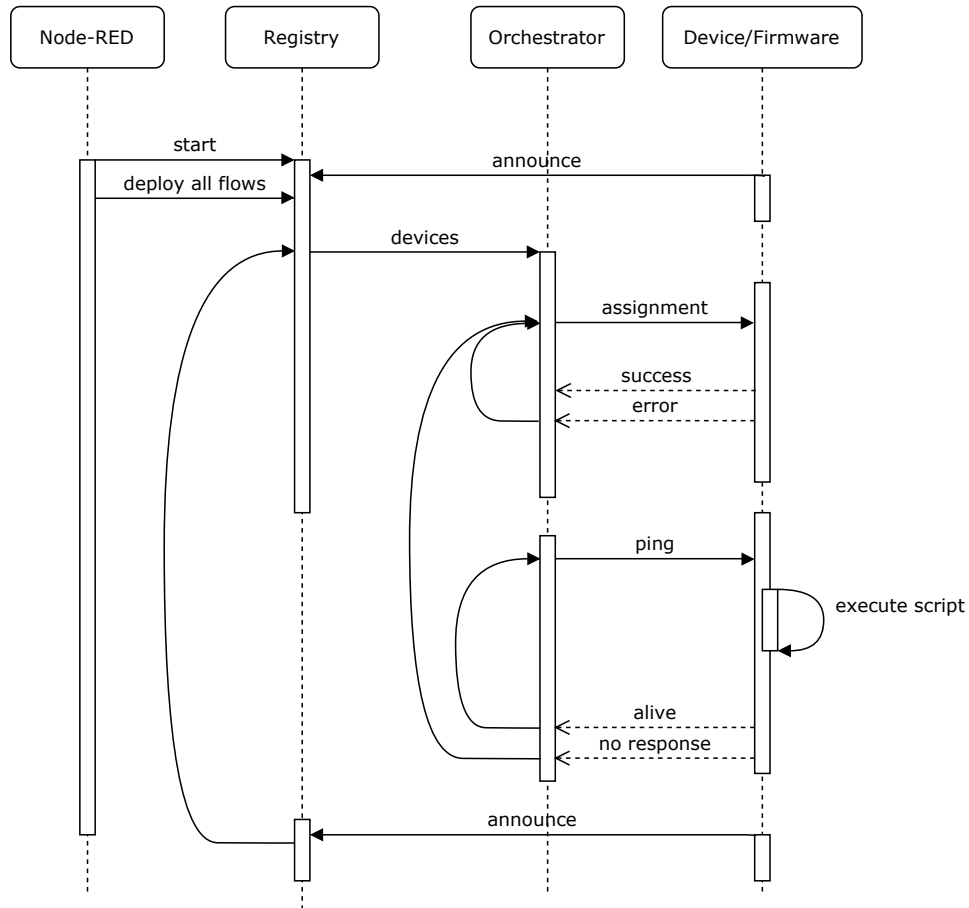 Node-RED
Registry
Orchestrator
Device/Firmware
start
announce
deploy all flows
devices
assignment
success
error
ping
execute script
alive
no response
announce